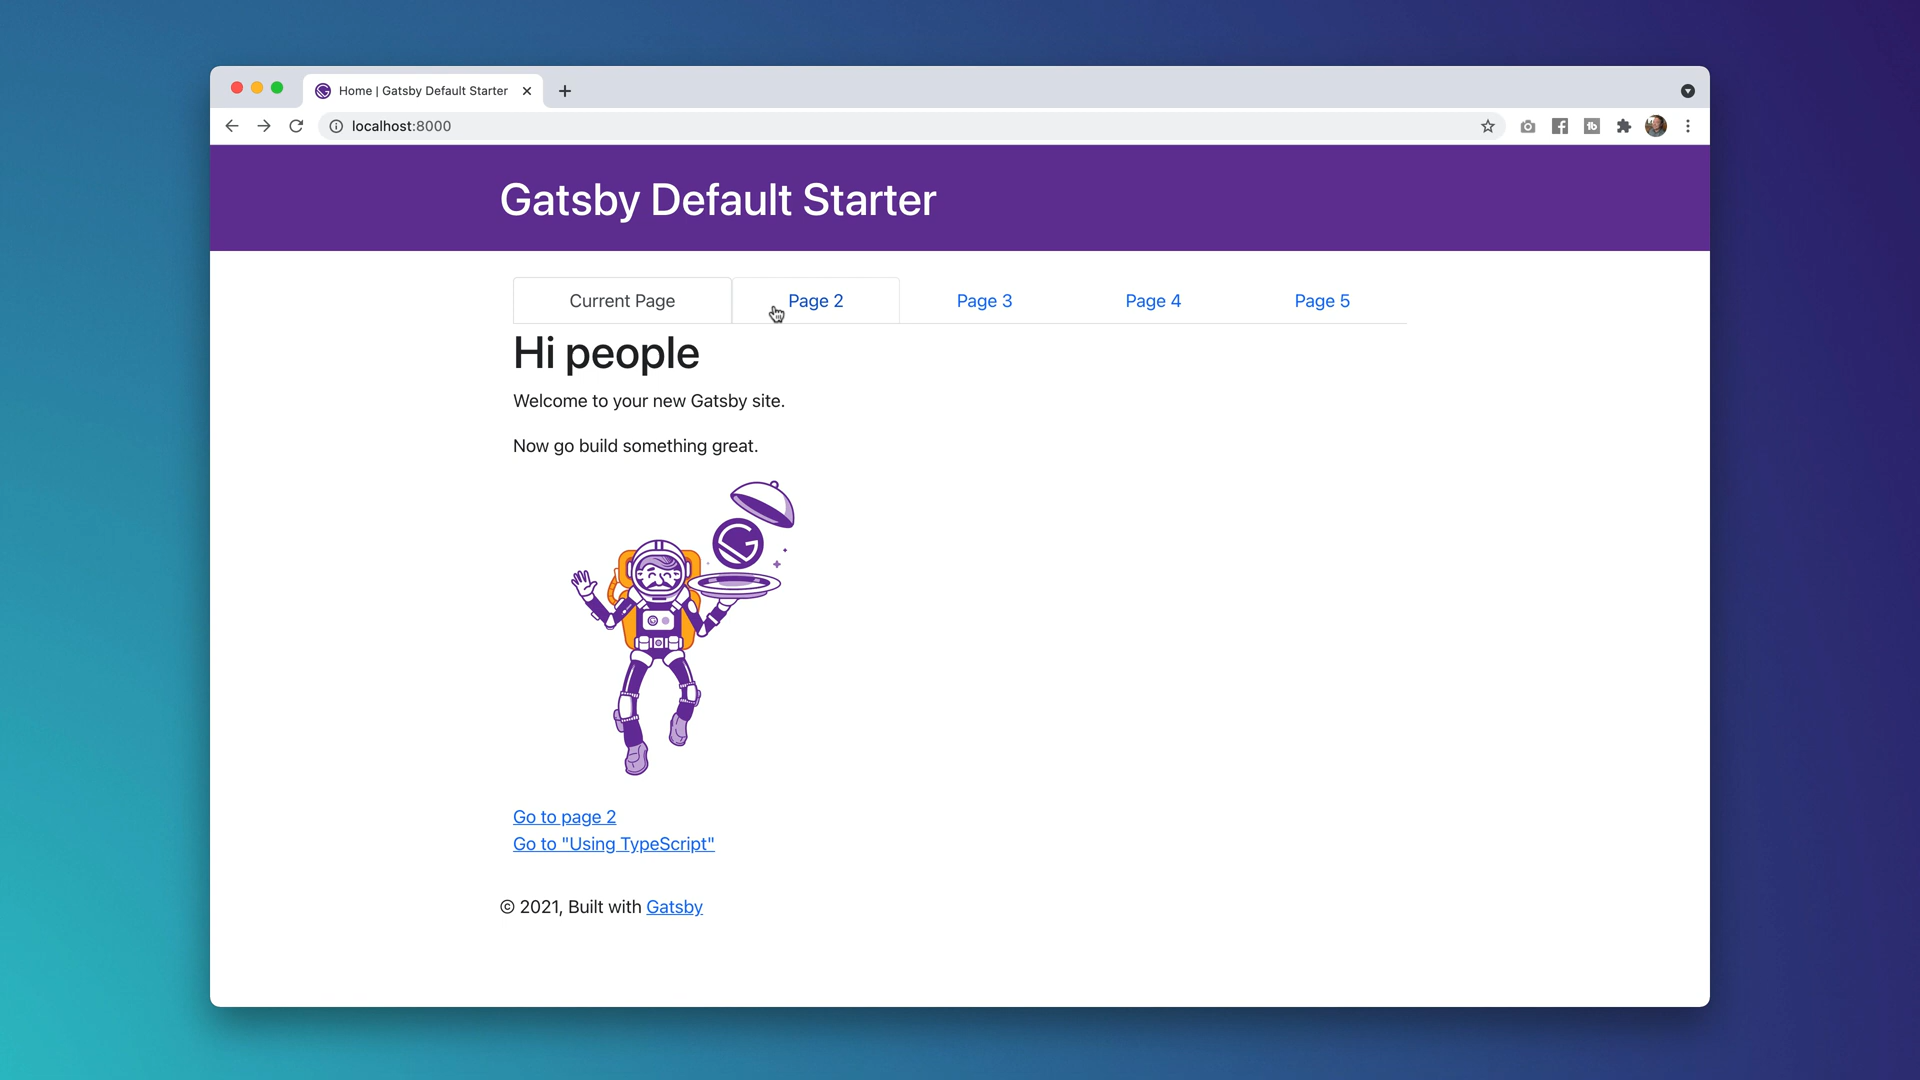 Home | Gatsby Default Starter
localhost:8000
Gatsby Default Starter
Current Page Page 2 Page 3 Page 4 Page 5
Hi people
Welcome to your new Gatsby site.
Now go build something great.
Go to page 2
Go to "Using TypeScript"
© 2021, Built with Gatsby